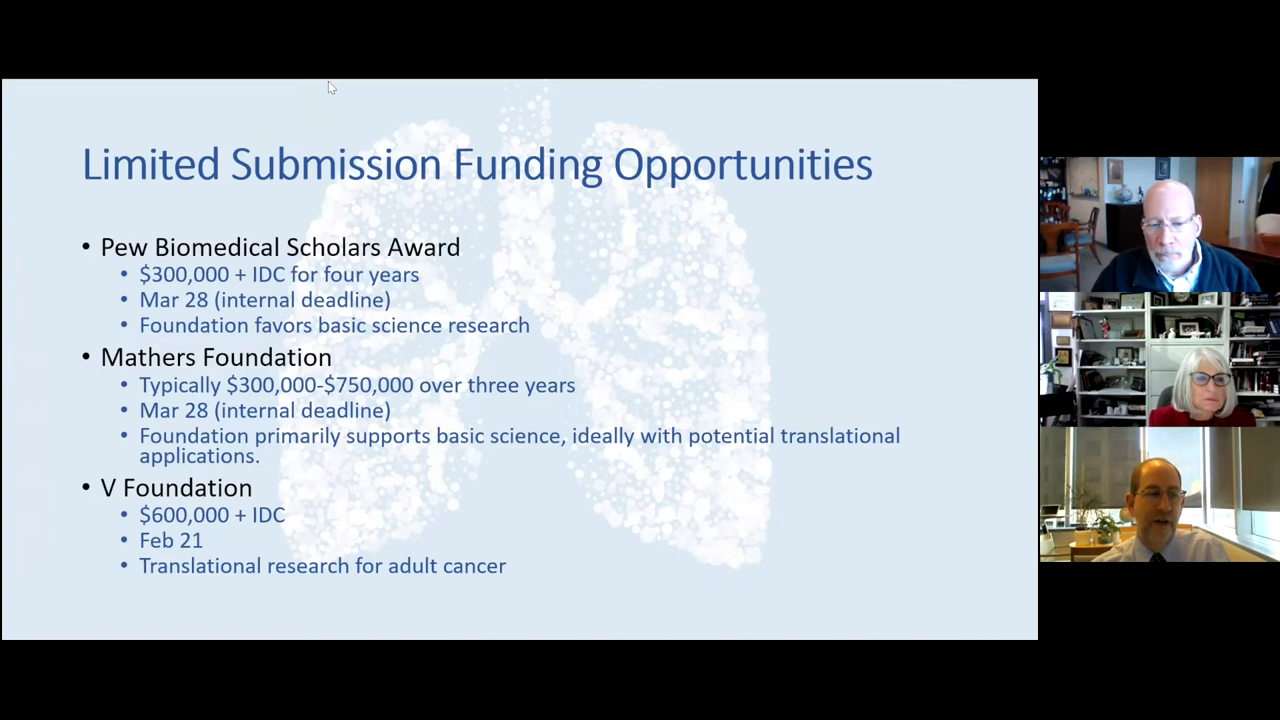 Limited Submission Funding Opportunities
• Pew Biomedical Scholars Award
• $300,000 + IDC for four years
• Mar 28 (internal deadline)
• Foundation favors basic science research
• Mathers Foundation
• Typically $300,000-$750,000 over three years
• Mar 28 (internal deadline)
• Foundation primarily supports basic science, ideally with potential translational
applications.
• V Foundation
• $600,000 + IDC
• Feb 21
• Translational research for adult cancer